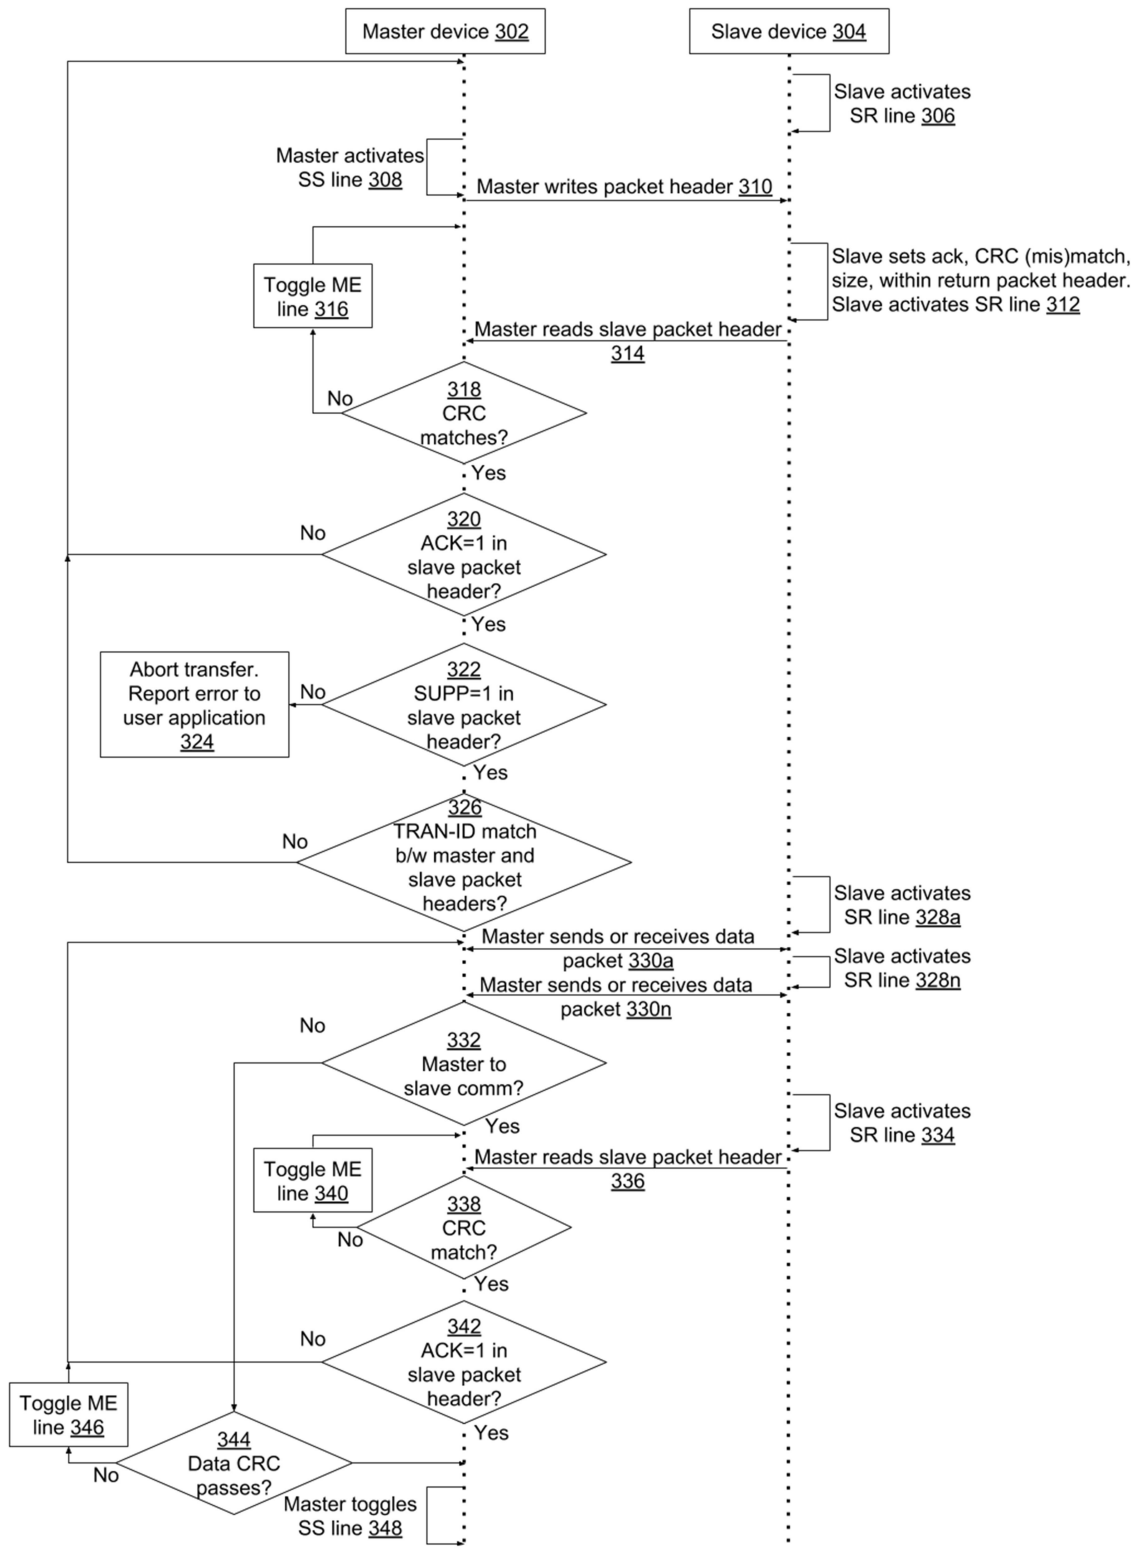 Master device 302
Slave device 304
Slave activates
SR line 306
Master activates
SS line 308
Master writes packet header 310
Slave sets ack, CRC (mis)match,
size, within return packet header.
Slave activates SR line 312
Toggle ME
line 316
Master reads slave packet header
314
318
CRC
matches?
No
Yes
320
ACK=1 in
slave packet
header?
No
Yes
322
SUPP=1 in
slave packet
header?
No
Abort transfer.
Report error to
user application
324
Yes
326
TRAN-ID match
b/w master and
slave packet
headers?
No
Slave activates
SR line 328a
Master sends or receives data
packet 330a
Slave activates
SR line 328n
Master sends or receives data
packet 330n
No
332
Master to
slave comm?
Yes
Slave activates
SR line 334
Master reads slave packet header
336
Toggle ME
line 340
338
CRC
match?
No
Yes
No
342
ACK=1 in
slave packet
header?
Yes
Toggle ME
line 346
344
Data CRC
passes?
No
Master toggles
SS line 348